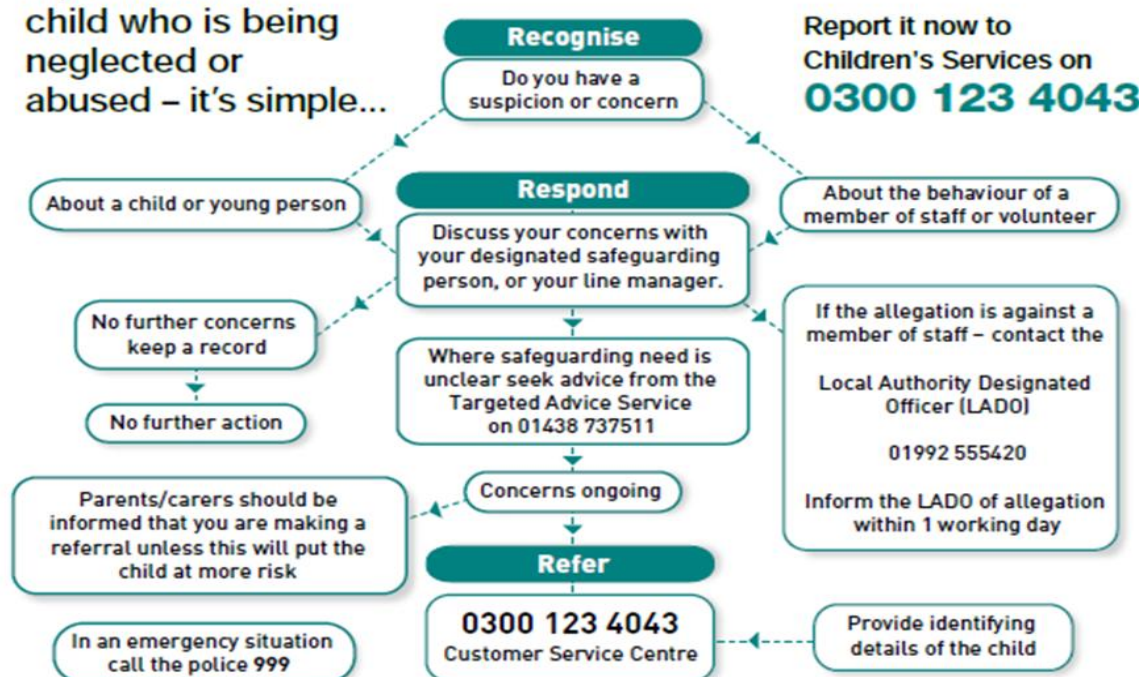 child who is being
neglected or
abused – it's simple...
Recognise
Do you have a
suspicion or concern
Report it now to
Children's Services on
0300 123 4043
About a child or young person
Respond
Discuss your concerns with
your designated safeguarding
person, or your line manager.
About the behaviour of a
member of staff or volunteer
No further concerns
keep a record
No further action
Where safeguarding need is
unclear seek advice from the
Targeted Advice Service
on 01438 737511
If the allegation is against a
member of staff – contact the
Local Authority Designated
Officer (LADO)
01992 555420
Inform the LADO of allegation
within 1 working day
Concerns ongoing
Parents/carers should be
informed that you are making a
referral unless this will put the
child at more risk
Refer
0300 123 4043
Customer Service Centre
In an emergency situation
call the police 999
Provide identifying
details of the child